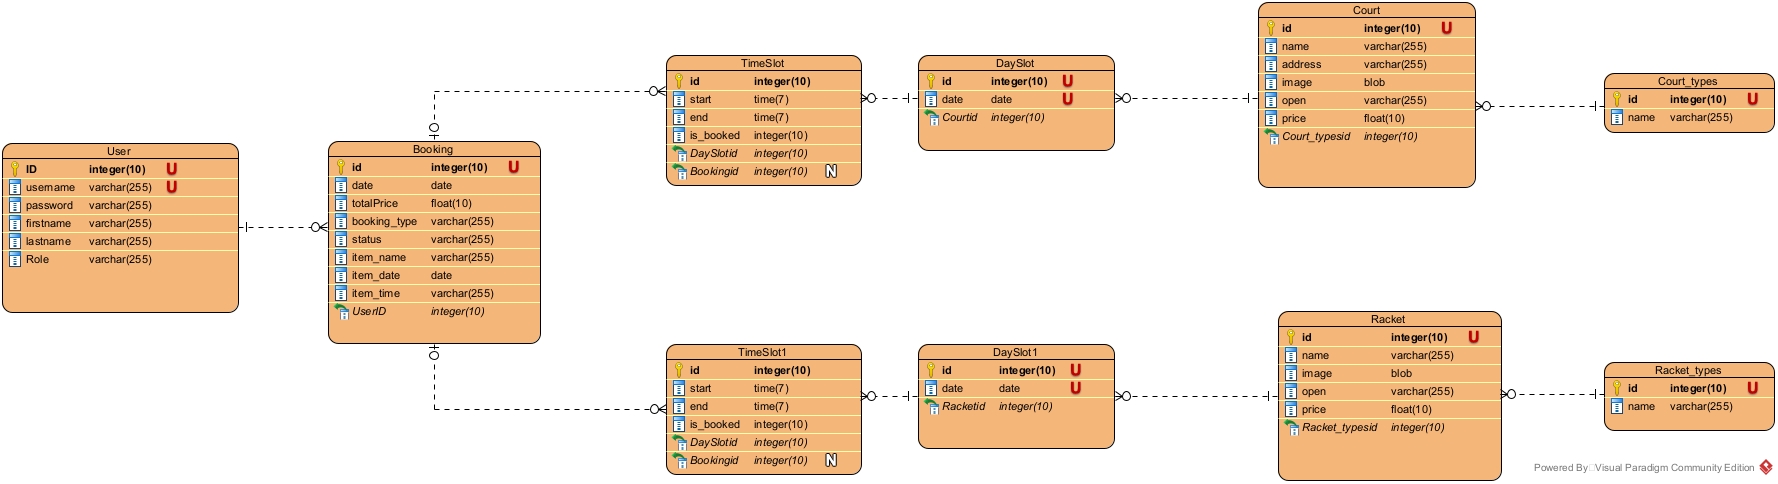 User
ID integer(10) U
username varchar(255) U
password varchar(255)
firstname varchar(255)
lastname varchar(255)
Role varchar(255)
Booking
id integer(10) U
date date
totalPrice float(10)
booking_type varchar(255)
status varchar(255)
item_name varchar(255)
item_date date
item_time varchar(255)
UserID integer(10)
TimeSlot
id integer(10)
start time(7)
end time(7)
is_booked integer(10)
DaySlotid integer(10)
Bookingid integer(10) N
DaySlot
id integer(10) U
date date U
Courtid integer(10)
Court
id integer(10) U
name varchar(255)
address varchar(255)
image blob
open varchar(255)
price float(10)
Court_typesid integer(10)
Court_types
id integer(10) U
name varchar(255)
TimeSlot1
id integer(10)
start time(7)
end time(7)
is_booked integer(10)
DaySlotid integer(10)
Bookingid integer(10) N
DaySlot1
id integer(10) U
date date U
Racketid integer(10)
Racket
id integer(10) U
name varchar(255)
image blob
open varchar(255)
price float(10)
Racket_typesid integer(10)
Racket_types
id integer(10) U
name varchar(255)
Powered By Visual Paradigm Community Edition